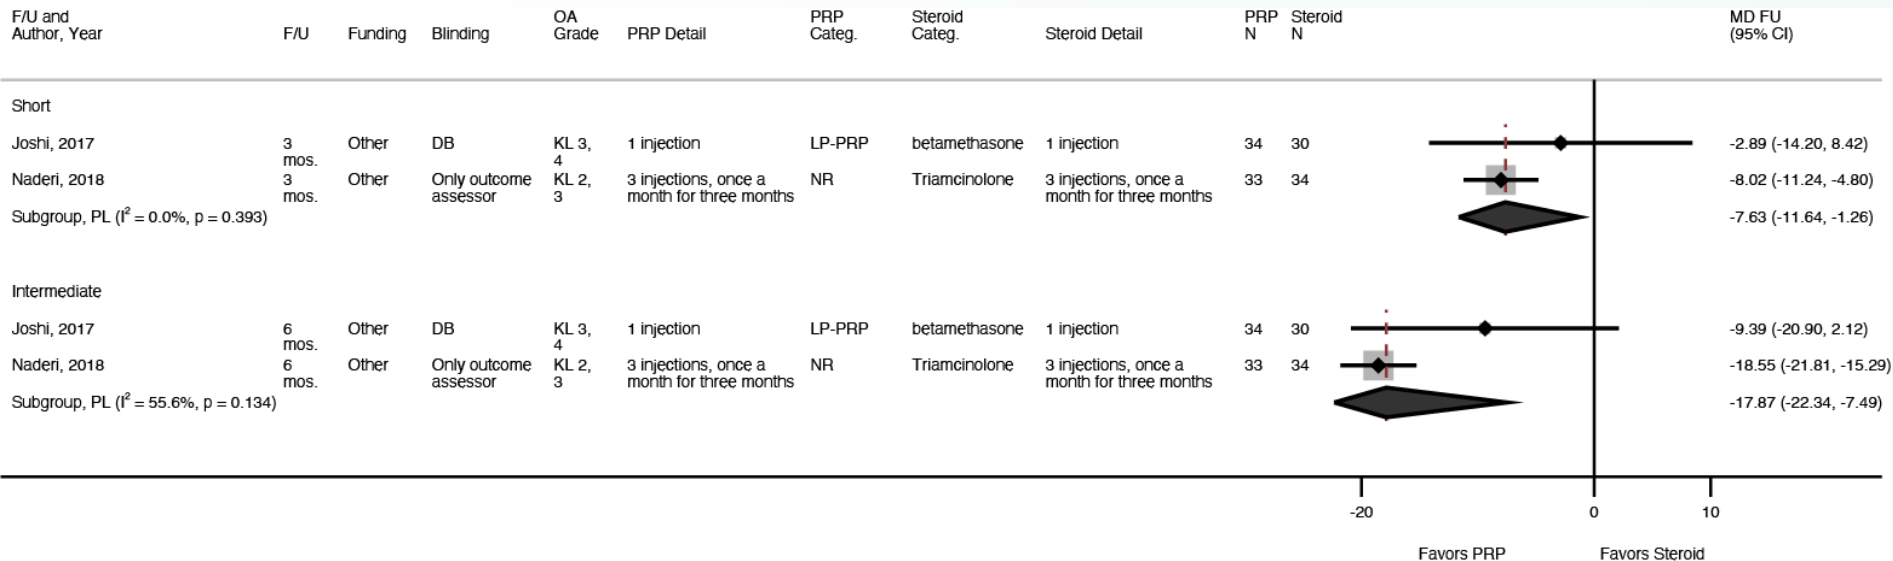 F/U and OA PRP Steroid PRP Steroid MD FU
Author, Year F/U Funding Blinding Grade PRP Detail Categ. Categ. Steroid Detail N N (95% CI)
Short
Joshi, 2017 3 Other DB KL 3, 1 injection LP-PRP betamethasone 1 injection 34 30 -2.89 (-14.20, 8.42)
mos. 4
Naderi, 2018 3 Other Only outcome KL 2, 3 injections, once a NR Triamcinolone 3 injections, once a 33 34 -8.02 (-11.24, -4.80)
mos. assessor 3 month for three months month for three months
Subgroup, PL (I² = 0.0%, p = 0.393) -7.63 (-11.64, -1.26)
Intermediate
Joshi, 2017 6 Other DB KL 3, 1 injection LP-PRP betamethasone 1 injection 34 30 -9.39 (-20.90, 2.12)
mos. 4
Naderi, 2018 6 Other Only outcome KL 2, 3 injections, once a NR Triamcinolone 3 injections, once a 33 34 -18.55 (-21.81, -15.29)
mos. assessor 3 month for three months month for three months
Subgroup, PL (I² = 55.6%, p = 0.134) -17.87 (-22.34, -7.49)
-20 0 10
Favors PRP Favors Steroid